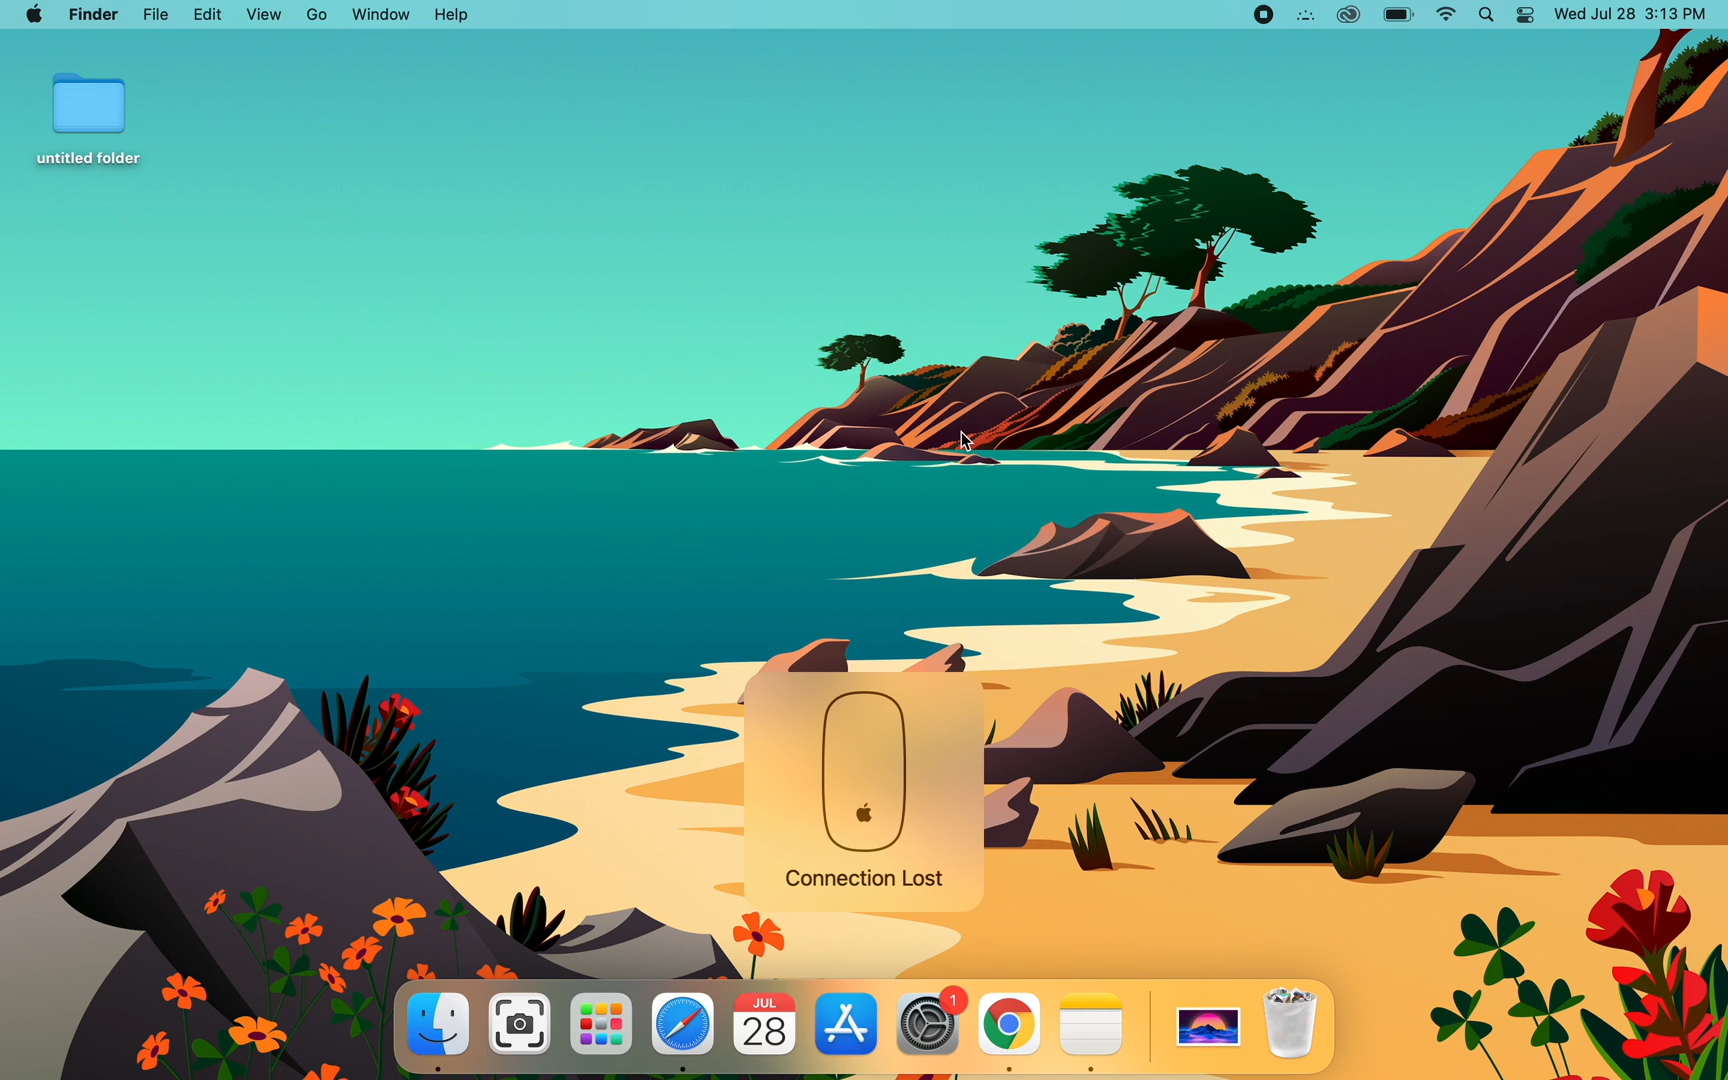 Finder File Edit View Go Window Help Wed Jul 28 3:13 PM
untitled folder
Connection Lost
JUL
28
1